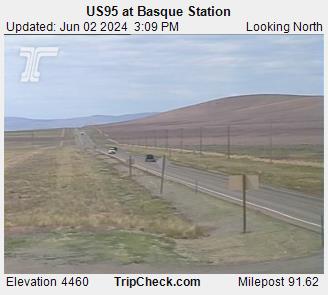 US95 at Basque Station
Updated: Jun 02 2024 3:09 PM Looking North
Elevation 4460 TripCheck.com Milepost 91.62